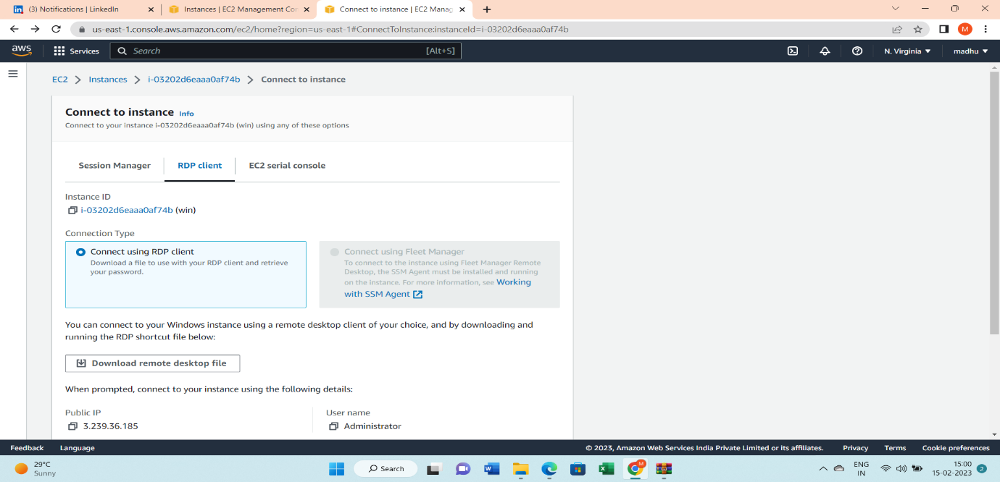 (3) Notifications | LinkedIn
Instances | EC2 Management Con
Connect to instance | EC2 Manag
us-east-1.console.aws.amazon.com/ec2/home?region=us-east-1#ConnectToInstance:instanceId=i-03202d6eaaa0af74b
M
aws
Services
Search
[Alt+S]
N. Virginia
madhu
EC2 > Instances > i-03202d6eaaa0af74b > Connect to instance
Connect to instance Info
Connect to your instance i-03202d6eaaa0af74b (win) using any of these options
Session Manager
RDP client
EC2 serial console
Instance ID
i-03202d6eaaa0af74b (win)
Connection Type
Connect using RDP client
Download a file to use with your RDP client and retrieve
your password.
Connect using Fleet Manager
To connect to the instance using Fleet Manager Remote
Desktop, the SSM Agent must be installed and running
on the instance. For more information, see Working
with SSM Agent
You can connect to your Windows instance using a remote desktop client of your choice, and by downloading and
running the RDP shortcut file below:
Download remote desktop file
When prompted, connect to your instance using the following details:
Public IP
3.239.36.185
User name
Administrator
Feedback
Language
© 2023, Amazon Web Services India Private Limited or its affiliates.
Privacy
Terms
Cookie preferences
29°C
Sunny
Search
ENG
IN
15:00
15-02-2023
2